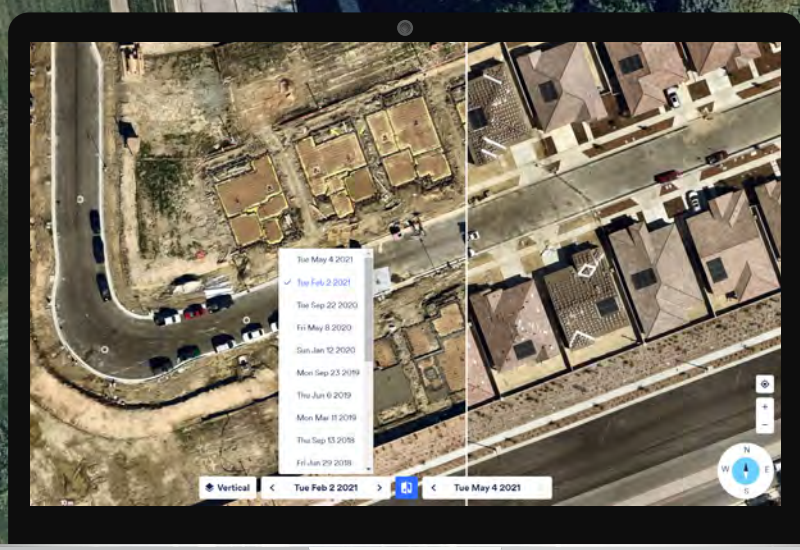 Tue May 4 2021
Tue Feb 2 2021
Tue Sep 22 2020
Fri May 8 2020
Sun Jan 12 2020
Mon Sep 23 2019
Thu Jun 6 2019
Mon Mar 11 2019
Thu Sep 13 2018
Fri Jun 29 2018
N
W E
S
Vertical
Tue Feb 2 2021
Tue May 4 2021
10 m